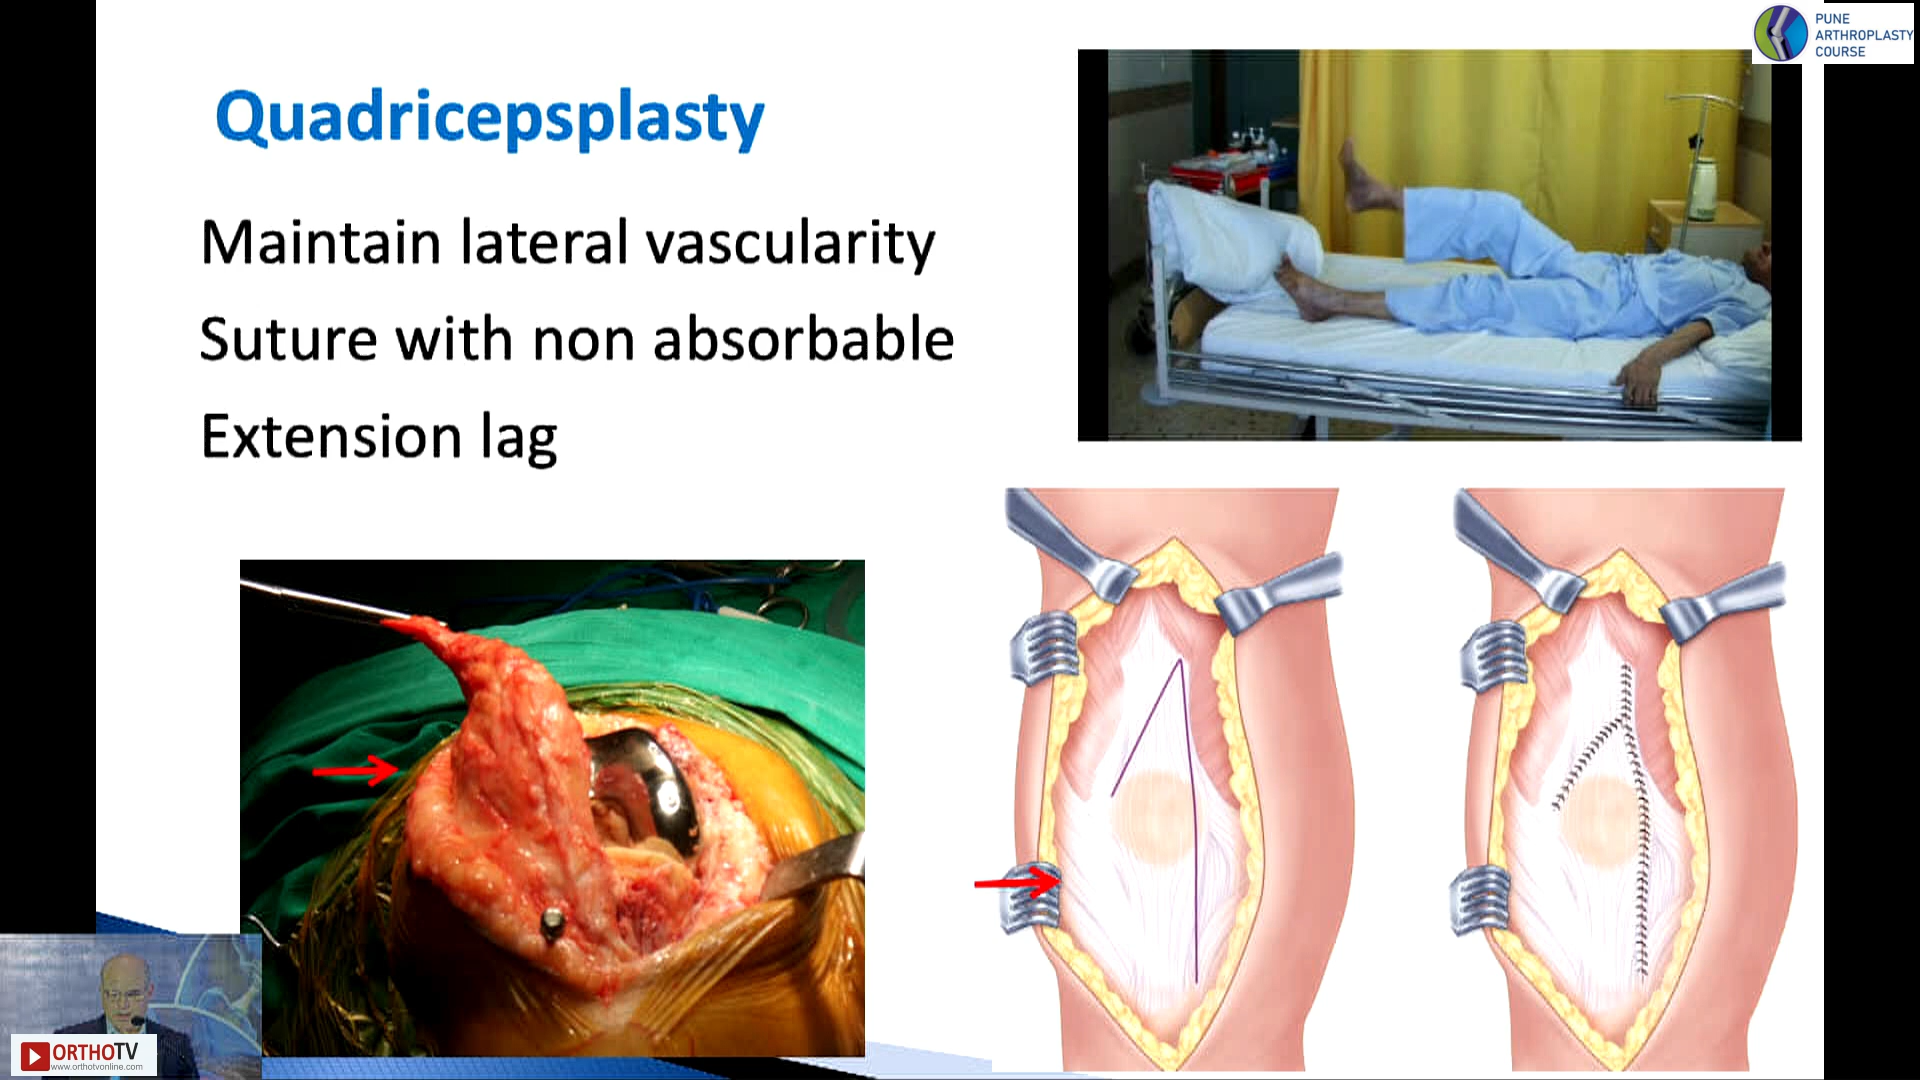 PUNE
ARTHROPLASTY
COURSE
Quadricepsplasty
Maintain lateral vascularity
Suture with non absorbable
Extension lag
ORTHOTV
www.orthotvonline.com